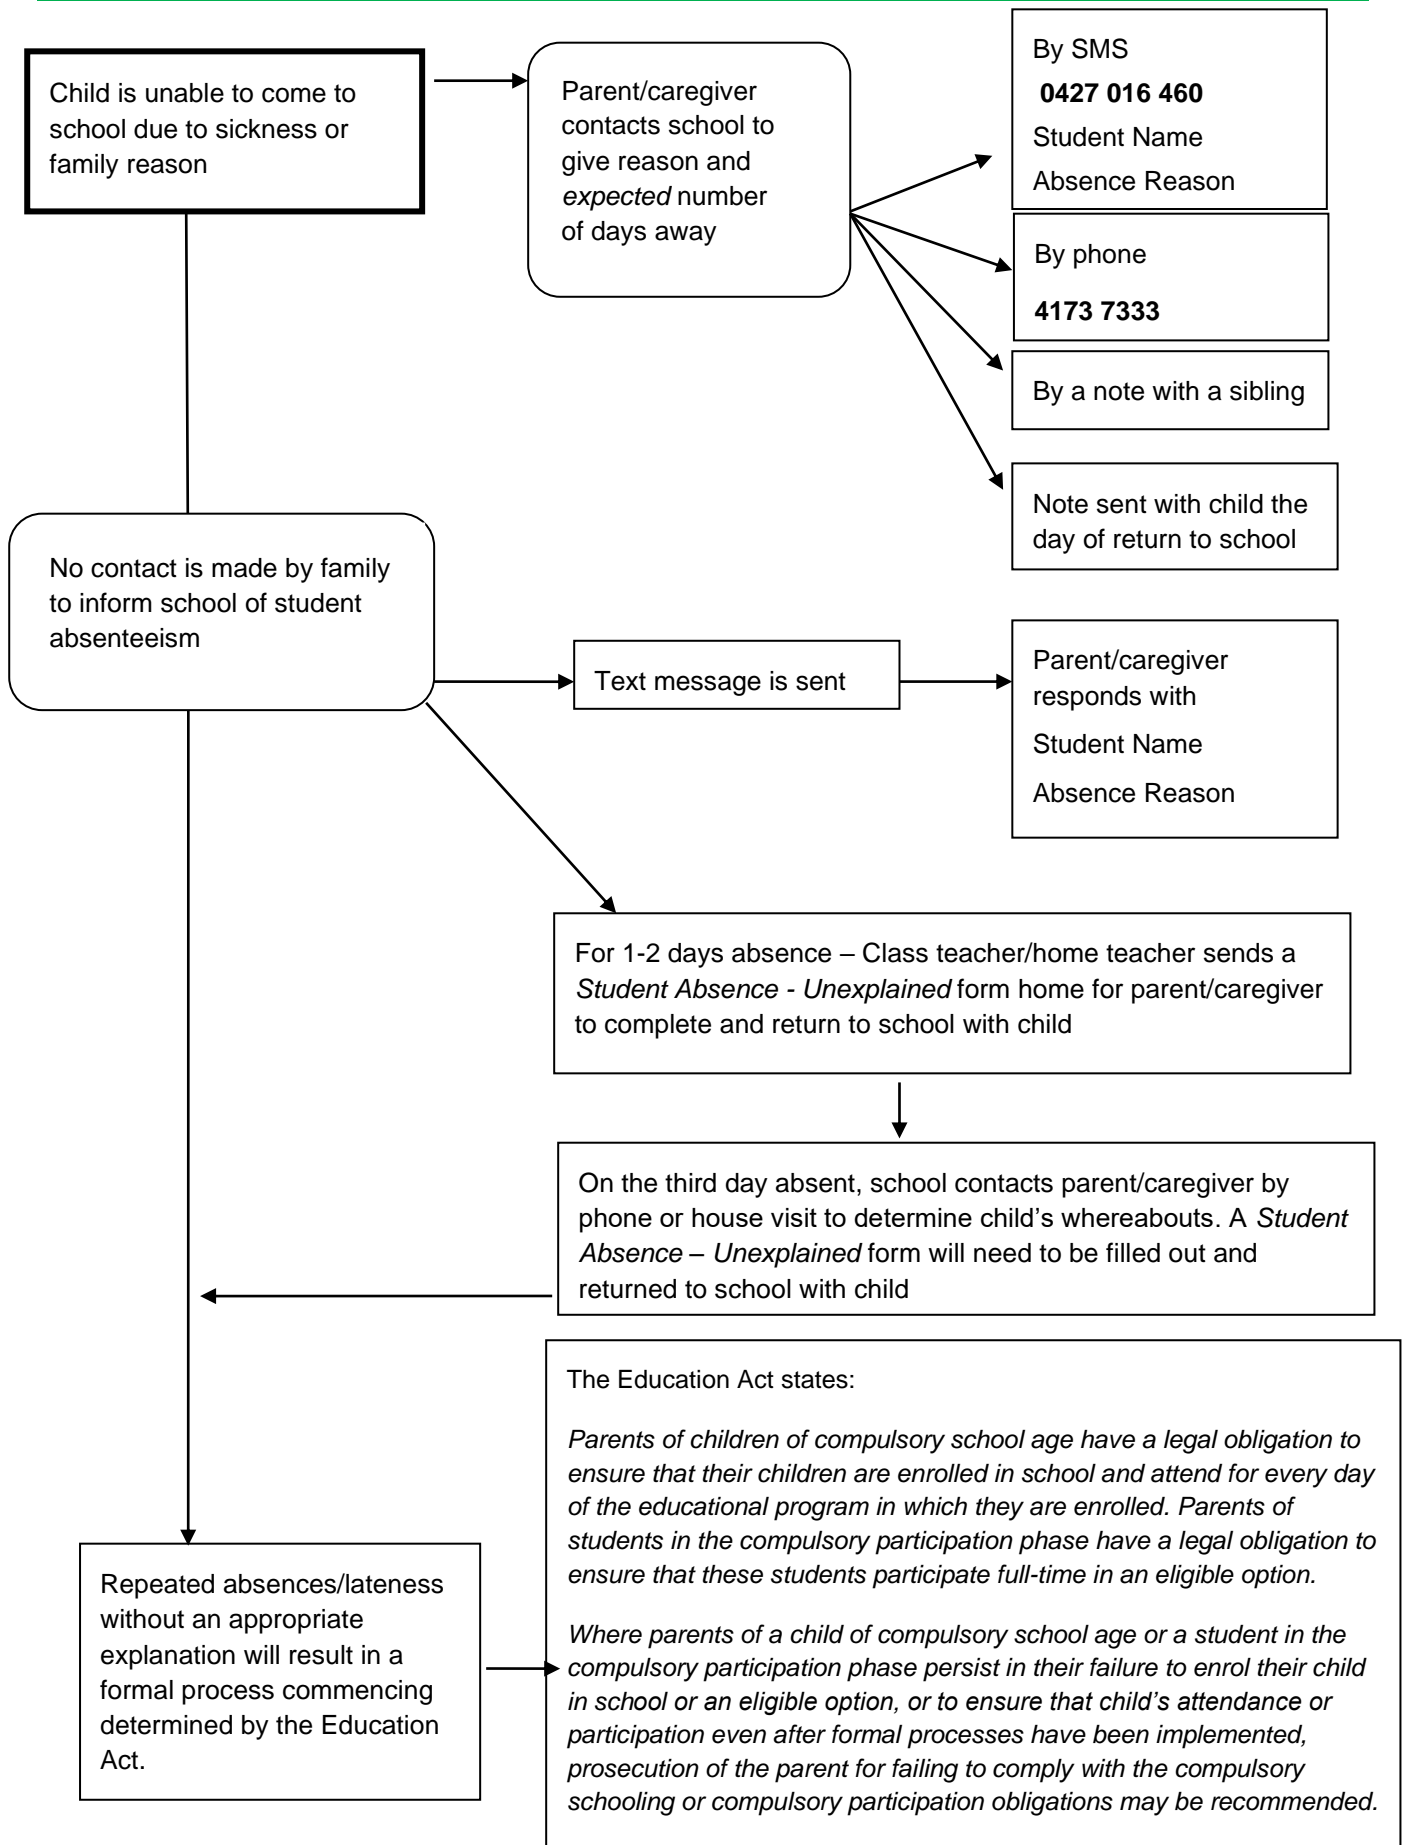 Child is unable to come to
school due to sickness or
family reason
Parent/caregiver
contacts school to
give reason and
expected number
of days away
By SMS
0427 016 460
Student Name
Absence Reason
By phone
4173 7333
By a note with a sibling
Note sent with child the
day of return to school
No contact is made by family
to inform school of student
absenteeism
Text message is sent
Parent/caregiver
responds with
Student Name
Absence Reason
For 1-2 days absence – Class teacher/home teacher sends a
Student Absence - Unexplained form home for parent/caregiver
to complete and return to school with child
On the third day absent, school contacts parent/caregiver by
phone or house visit to determine child’s whereabouts. A Student
Absence – Unexplained form will need to be filled out and
returned to school with child
Repeated absences/lateness
without an appropriate
explanation will result in a
formal process commencing
determined by the Education
Act.
The Education Act states:
Parents of children of compulsory school age have a legal obligation to
ensure that their children are enrolled in school and attend for every day
of the educational program in which they are enrolled. Parents of
students in the compulsory participation phase have a legal obligation to
ensure that these students participate full-time in an eligible option.
Where parents of a child of compulsory school age or a student in the
compulsory participation phase persist in their failure to enrol their child
in school or an eligible option, or to ensure that child’s attendance or
participation even after formal processes have been implemented,
prosecution of the parent for failing to comply with the compulsory
schooling or compulsory participation obligations may be recommended.